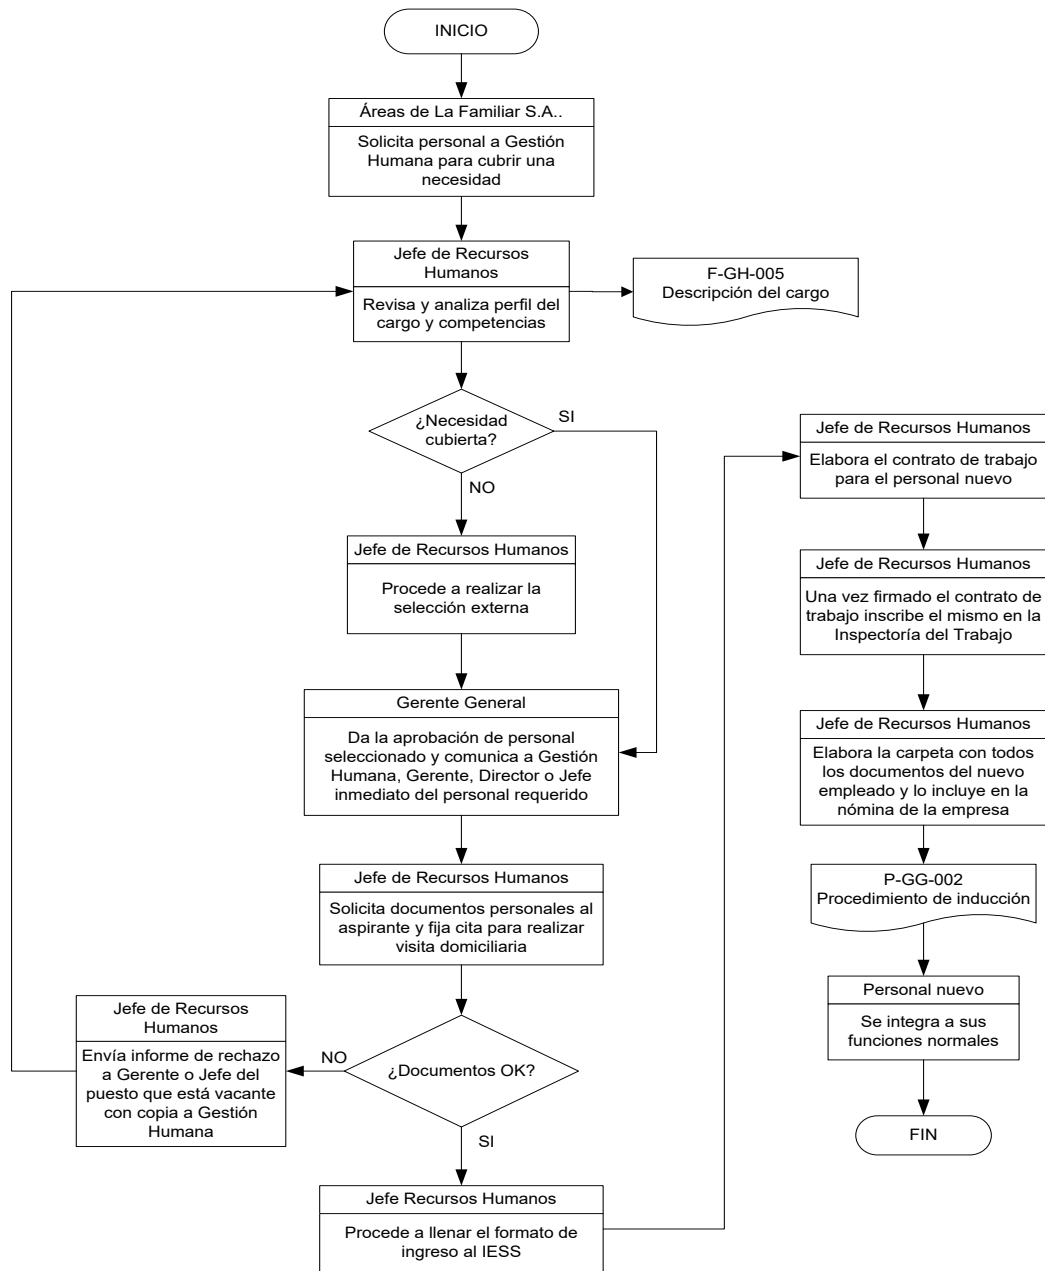 INICIO
Áreas de La Familiar S.A..
Solicita personal a Gestión
Humana para cubrir una
necesidad
Jefe de Recursos
Humanos
Revisa y analiza perfil del
cargo y competencias
F-GH-005
Descripción del cargo
¿Necesidad
cubierta?
SI
NO
Jefe de Recursos Humanos
Procede a realizar la
selección externa
Gerente General
Da la aprobación de personal
seleccionado y comunica a Gestión
Humana, Gerente, Director o Jefe
inmediato del personal requerido
Jefe de Recursos Humanos
Solicita documentos personales al
aspirante y fija cita para realizar
visita domiciliaria
¿Documentos OK?
NO
SI
Jefe de Recursos
Humanos
Envía informe de rechazo
a Gerente o Jefe del
puesto que está vacante
con copia a Gestión
Humana
Jefe Recursos Humanos
Procede a llenar el formato de
ingreso al IESS
Jefe de Recursos Humanos
Elabora el contrato de trabajo
para el personal nuevo
Jefe de Recursos Humanos
Una vez firmado el contrato de
trabajo inscribe el mismo en la
Inspectoría del Trabajo
Jefe de Recursos Humanos
Elabora la carpeta con todos
los documentos del nuevo
empleado y lo incluye en la
nómina de la empresa
P-GG-002
Procedimiento de inducción
Personal nuevo
Se integra a sus
funciones normales
FIN